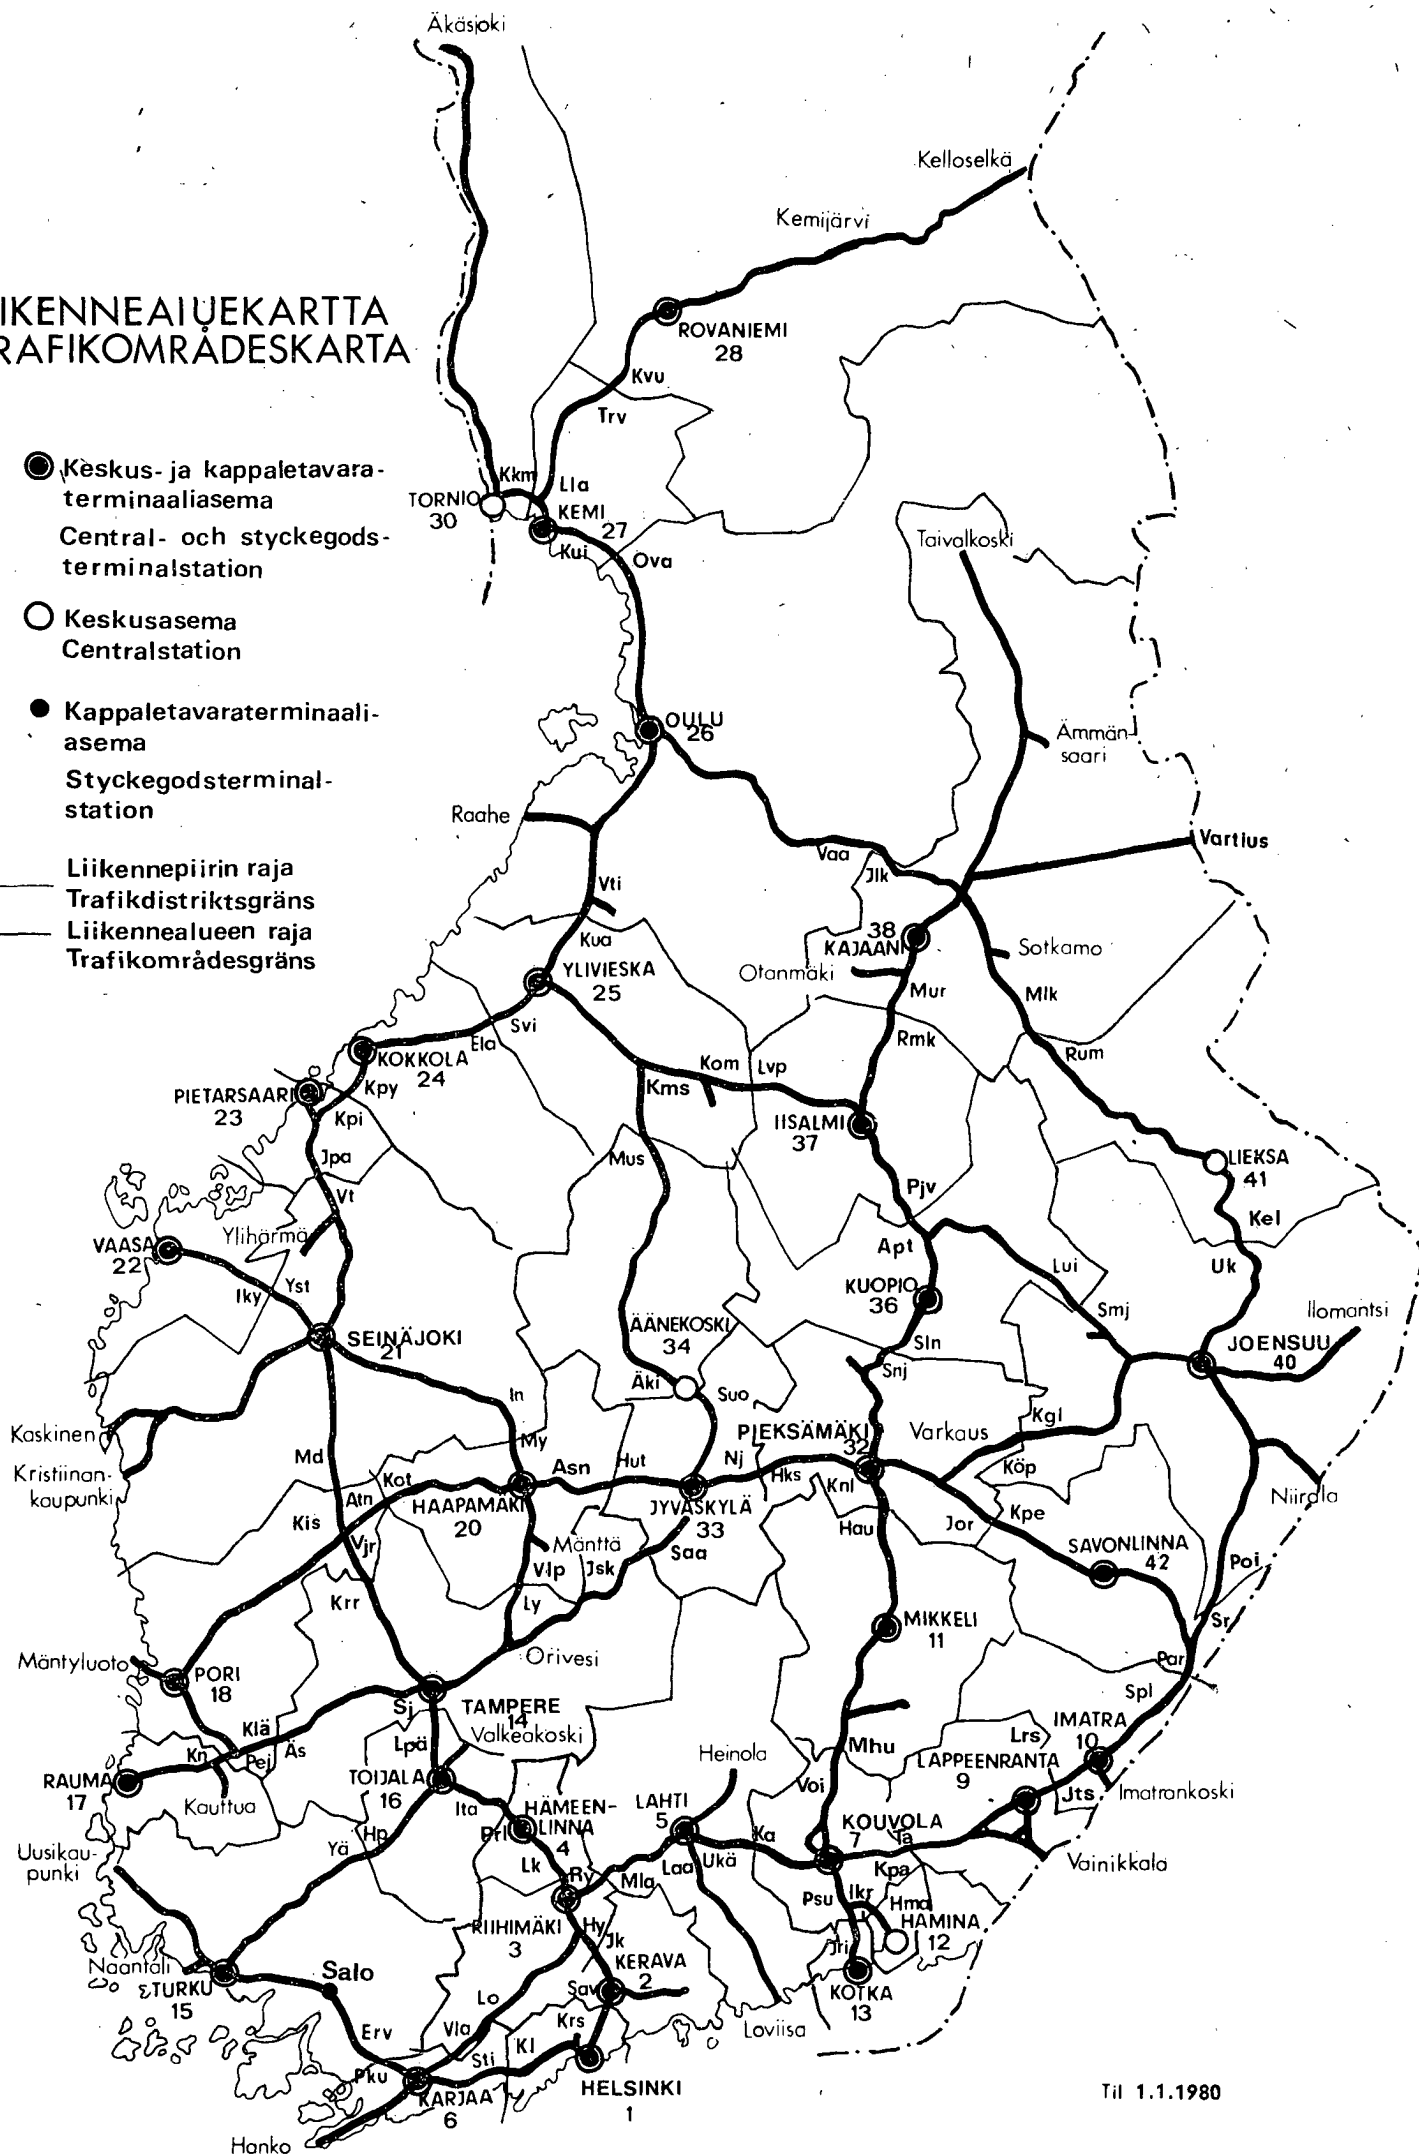 Äkäsjoki
Kelloselkä
Kemijärvi
IKENNEALUEKARTTA
RAFIKOMRÅDESKARTA
ROVANIEMI
28
Kvu
Trv
Keskus- ja kappaletavara-
terminaaliasema
Central- och styckegods-
terminalstation
Keskusasema
Centralstation
Kappaletavaraterminaali-
asema
Styckegodsterminal-
station
Liikennepiirin raja
Trafikdistriktsgräns
Liikennealueen raja
Trafikområdesgräns
Kkm
Lla
TORNIO
30
KEMI
27
Kui
Ova
Taivalkoski
OULU
26
Ämmän-
saari
Raahe
Vaa
Jlk
Vartius
Vti
Kua
38
KAJAANI
Sotkamo
Otanmäki
YLIVIESKA
25
Mur
Mlk
Svi
Ela
Rmk
Rum
KOKKOLA
24
Kpy
Kom
Lvp
Kms
PIETARSAARI
23
Kpi
IISALMI
37
Jpa
Mus
LIEKSA
41
Vt
Pjv
Kel
Ylihärmä
VAASA
22
Apt
Uk
Lui
Iky
Yst
KUOPIO
36
Smj
Ilomantsi
SEINÄJOKI
21
ÄÄNEKOSKI
34
Sln
Snj
JOENSUU
40
Äki
Suo
In
Kgl
Kaskinen
PIEKSÄMÄKI
32
Varkaus
My
Md
Kristiinan-
kaupunki
Asn
Hut
Nj
Hks
Knl
Köp
Niirala
Kot
Atn
HAAPAMÄKI
20
JYVÄSKYLÄ
33
Kpe
Kis
Hau
Jor
Vjr
Mänttä
Saa
SAVONLINNA
42
Vlp
Jsk
Poi
Krr
Ly
MIKKELI
11
Sr
Mäntyluoto
Orivesi
Par
PORI
18
Spl
Sj
TAMPERE
14
IMATRA
10
Klä
Lpä
Valkeakoski
Lrs
Kn
Pej
Äs
Heinola
Mhu
LAPPEENRANTA
9
RAUMA
17
TOIJALA
16
Voi
Jts
Imatrankoski
Kauttua
Ita
HÄMEEN-
LINNA
4
LAHTI
5
KOUVOLA
7
Prl
Hp
Yä
Ka
Ta
Uusikau-
punki
Lk
Ry
Mla
Laa
Ukä
Kpa
Vainikkala
Psu
Ikr
Hma
RIIHIMÄKI
3
Hy
Jk
HAMINA
12
Naantali
KERAVA
2
Jri
TURKU
15
Salo
Lo
Sav
KOTKA
13
Erv
Vla
Krs
Loviisa
Kl
Sti
Pku
KARJAA
6
HELSINKI
1
Til 1.1.1980
Hanko